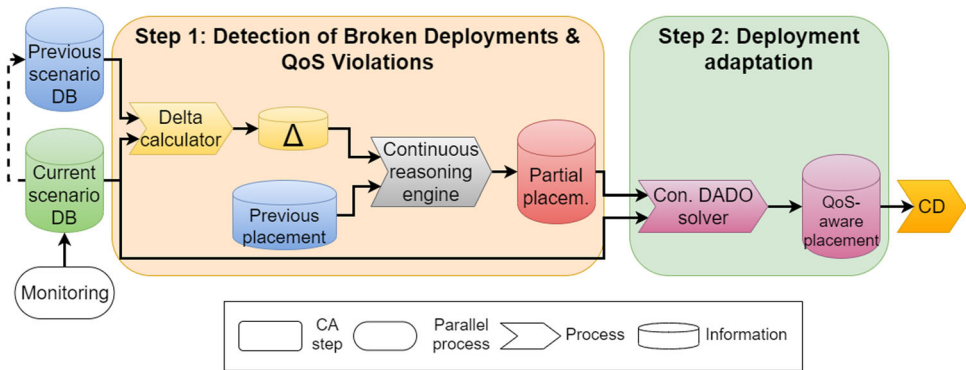 Step 1: Detection of Broken Deployments &
QoS Violations
Step 2: Deployment
adaptation
Previous
scenario
DB
Delta
calculator
Δ
Continuous
reasoning
engine
Partial
placem.
Current
scenario
DB
Previous
placement
Con. DADO
solver
QoS-
aware
placement
CD
Monitoring
CA
step
Parallel
process
Process
Information